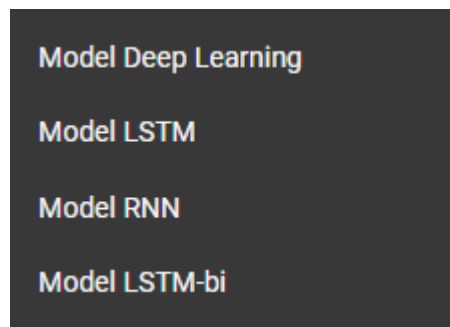 Model Deep Learning
Model LSTM
Model RNN
Model LSTM-bi